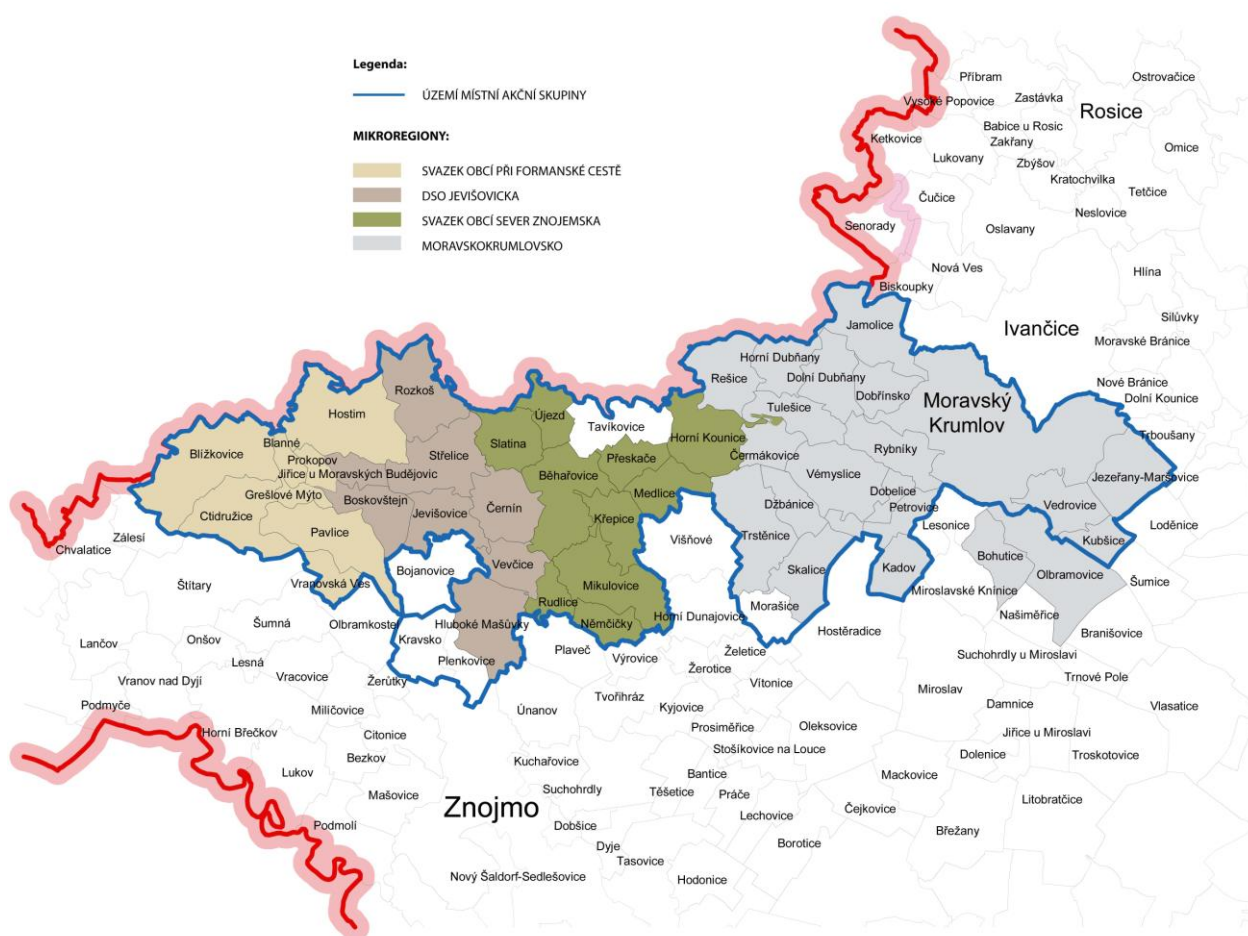 Legenda:
ÚZEMÍ MÍSTNÍ AKČNÍ SKUPINY
MIKROREGIONY:
SVAZEK OBCÍ PŘI FORMANSKÉ CESTĚ
DSO JEVIŠOVICKA
SVAZEK OBCÍ SEVER ZNOJEMSKA
MORAVSKOKRUMLOVSKO
Příbram
Ostrovačice
Vysoké Popovice
Zastávka
Rosice
Babice u Rosic
Ketkovice
Zakřany
Omice
Lukovany
Zbýšov
Kratochvilka
Tetčice
Čučice
Neslovice
Senorady
Oslavany
Nová Ves
Hlína
Biskoupky
Silůvky
Jamolice
Ivančice
Moravské Bránice
Horní Dubňany
Rozkoš
Rešice
Dolní Dubňany
Nové Bránice
Dobřínsko
Moravský
Krumlov
Dolní Kounice
Hostim
Újezd
Tulešice
Tavíkovice
Trboušany
Blanné
Slatina
Horní Kounice
Blížkovice
Střelice
Přeskače
Čermákovice
Rybníky
Prokopov
Jiřice u Moravských Budějovic
Běhařovice
Vémyslice
Jezeřany-Maršovice
Grešlové Mýto
Boskovštejn
Medlice
Dobelice
Ctidružice
Jevišovice
Černín
Džbánice
Petrovice
Vedrovice
Křepice
Lesonice
Loděnice
Pavlice
Trstěnice
Zálesí
Višňové
Kubšice
Chvalatice
Bohutice
Vevčice
Skalice
Kadov
Bojanovice
Olbramovice
Štítary
Vranovská Ves
Mikulovice
Šumice
Miroslavské Knínice
Rudlice
Morašice
Olbramkostel
Horní Dunajovice
Našiměřice
Šumná
Hluboké Mašůvky
Němčičky
Hostěradice
Branišovice
Onšov
Kravsko
Lančov
Plaveč
Želetice
Lesná
Plenkovice
Výrovice
Suchohrdly u Miroslavi
Žerotice
Vracovice
Žerůtky
Trnové Pole
Vranov nad Dyjí
Vítonice
Miroslav
Tvořihráz
Podmyče
Milíčovice
Únanov
Kyjovice
Damnice
Vlasatice
Horní Břečkov
Citonice
Prosiměřice
Oleksovice
Jiřice u Miroslavi
Stošíkovice na Louce
Bezkov
Dolenice
Troskotovice
Kuchařovice
Lukov
Bantice
Mackovice
Suchohrdly
Těšetice
Práče
Mašovice
Litobratčice
Znojmo
Čejkovice
Lechovice
Podmolí
Dobšice
Břežany
Dyje
Borotice
Tasovice
Nový Šaldorf-Sedlešovice
Hodonice